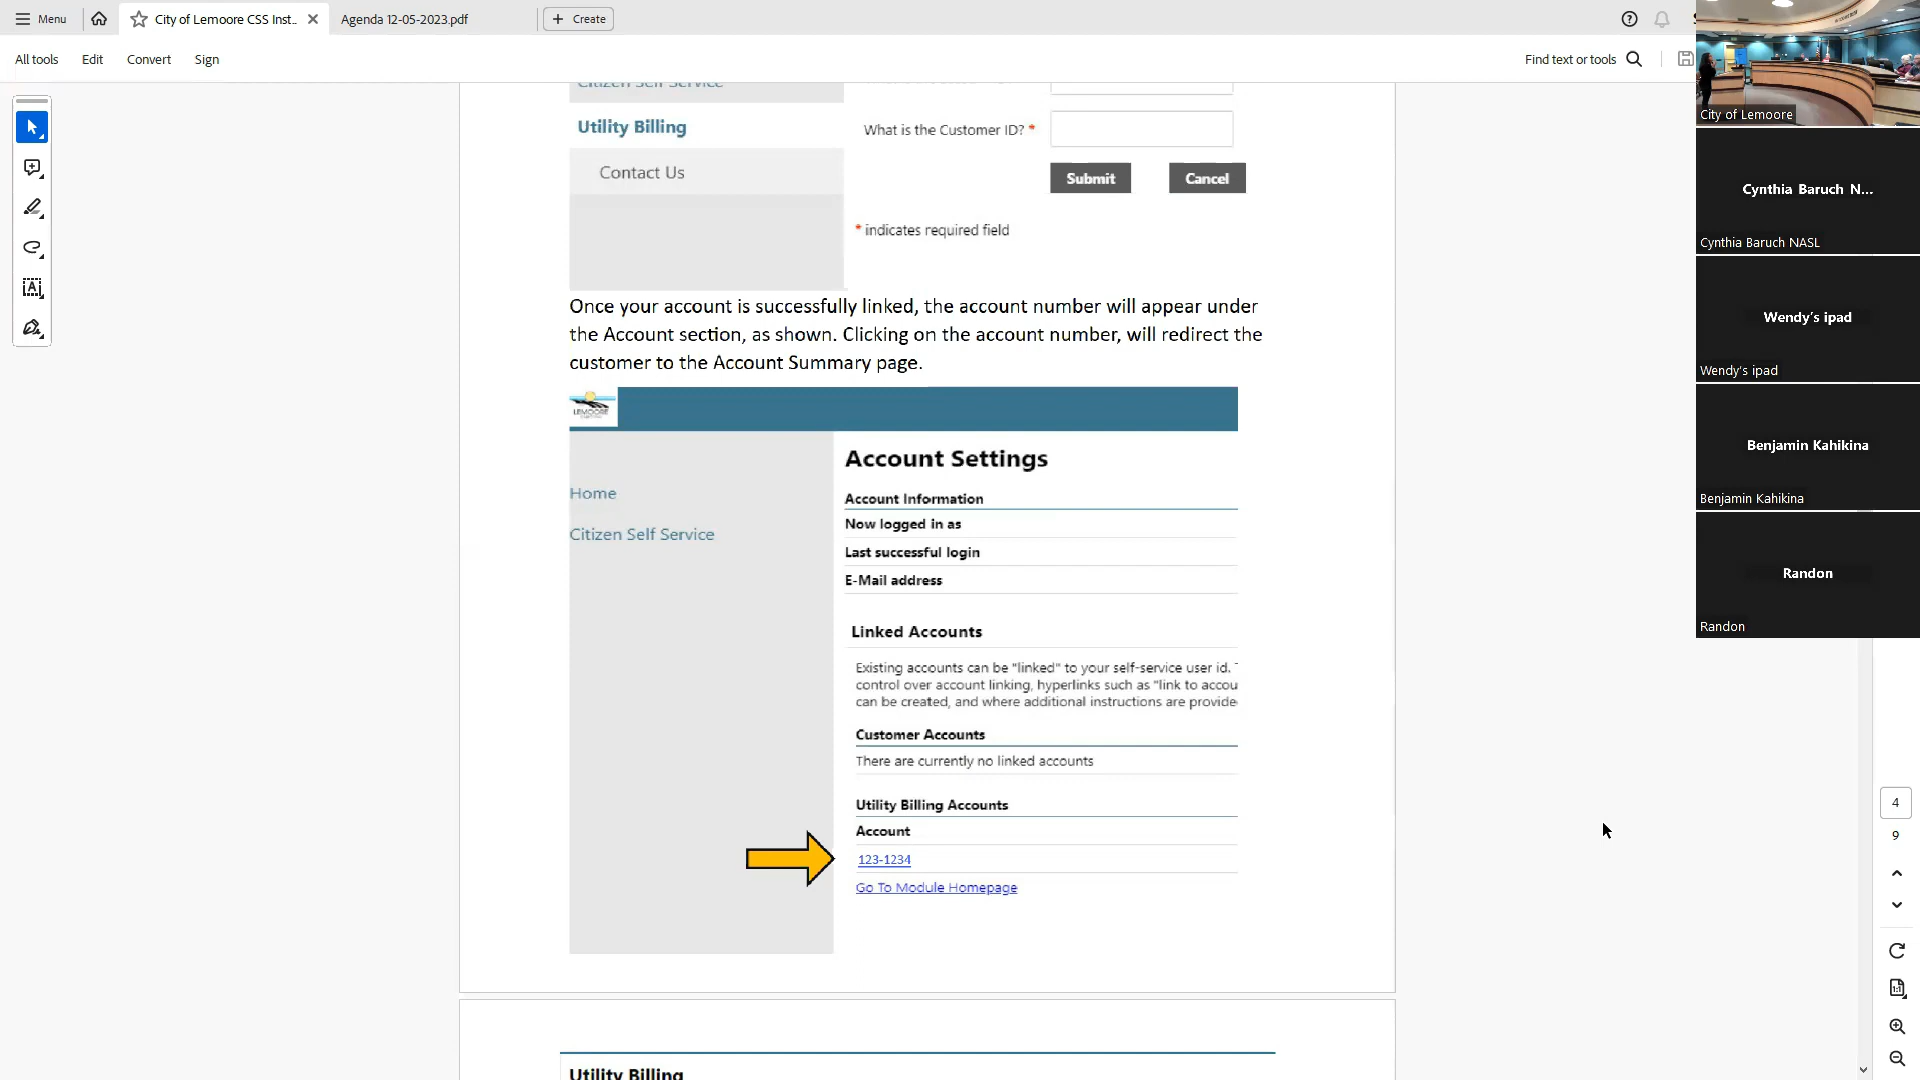 Menu
City of Lemoore CSS Inst..
Agenda 12-05-2023.pdf
Create
All tools
Edit
Convert
Sign
Find text or tools
Citizen Self Service
Utility Billing
What is the Customer ID? *
Contact Us
Submit
Cancel
* indicates required field
Once your account is successfully linked, the account number will appear under
the Account section, as shown. Clicking on the account number, will redirect the
customer to the Account Summary page.
LEMOORE
Account Settings
Home
Citizen Self Service
Account Information
Now logged in as
Last successful login
E-Mail address
Linked Accounts
Existing accounts can be "linked" to your self-service user id.
control over account linking, hyperlinks such as "link to accou
can be created, and where additional instructions are provide
Customer Accounts
There are currently no linked accounts
Utility Billing Accounts
Account
123-1234
Go To Module Homepage
Utility Billing
City of Lemoore
Cynthia Baruch N...
Cynthia Baruch NASL
Wendy's ipad
Wendy's ipad
Benjamin Kahikina
Benjamin Kahikina
Randon
Randon
4
9